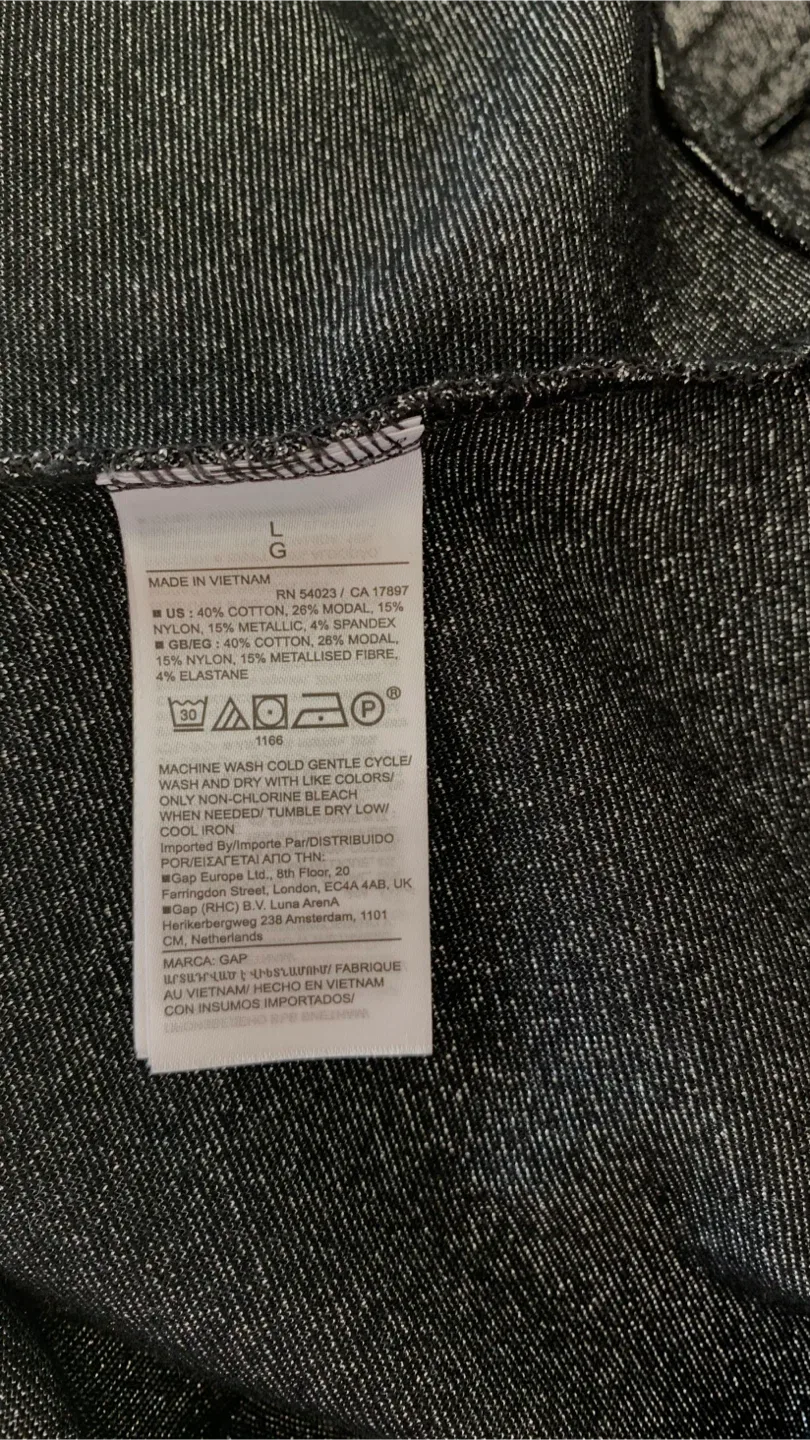 L
G
MADE IN VIETNAM
RN 54023 / CA 17897
■ US : 40% COTTON, 26% MODAL, 15%
NYLON, 15% METALLIC, 4% SPANDEX
■ GB/EG : 40% COTTON, 26% MODAL,
15% NYLON, 15% METALLISED FIBRE,
4% ELASTANE
30 P ®
1166
MACHINE WASH COLD GENTLE CYCLE/
WASH AND DRY WITH LIKE COLORS/
ONLY NON-CHLORINE BLEACH
WHEN NEEDED/ TUMBLE DRY LOW/
COOL IRON
Imported By/Importe Par/DISTRIBUIDO
POR/ΕΙΣΑΓΕΤΑΙ ΑΠΟ ΤΗΝ:
■Gap Europe Ltd., 8th Floor, 20
Farringdon Street, London, EC4A 4AB, UK
■Gap (RHC) B.V. Luna ArenA
Herikerbergweg 238 Amsterdam, 1101
CM, Netherlands
MARCA: GAP
ԱՐՏԱԴՐՎԱԾ Է ՎԻԵՏՆԱՄՈՒՄ/ FABRIQUE
AU VIETNAM/ HECHO EN VIETNAM
CON INSUMOS IMPORTADOS/